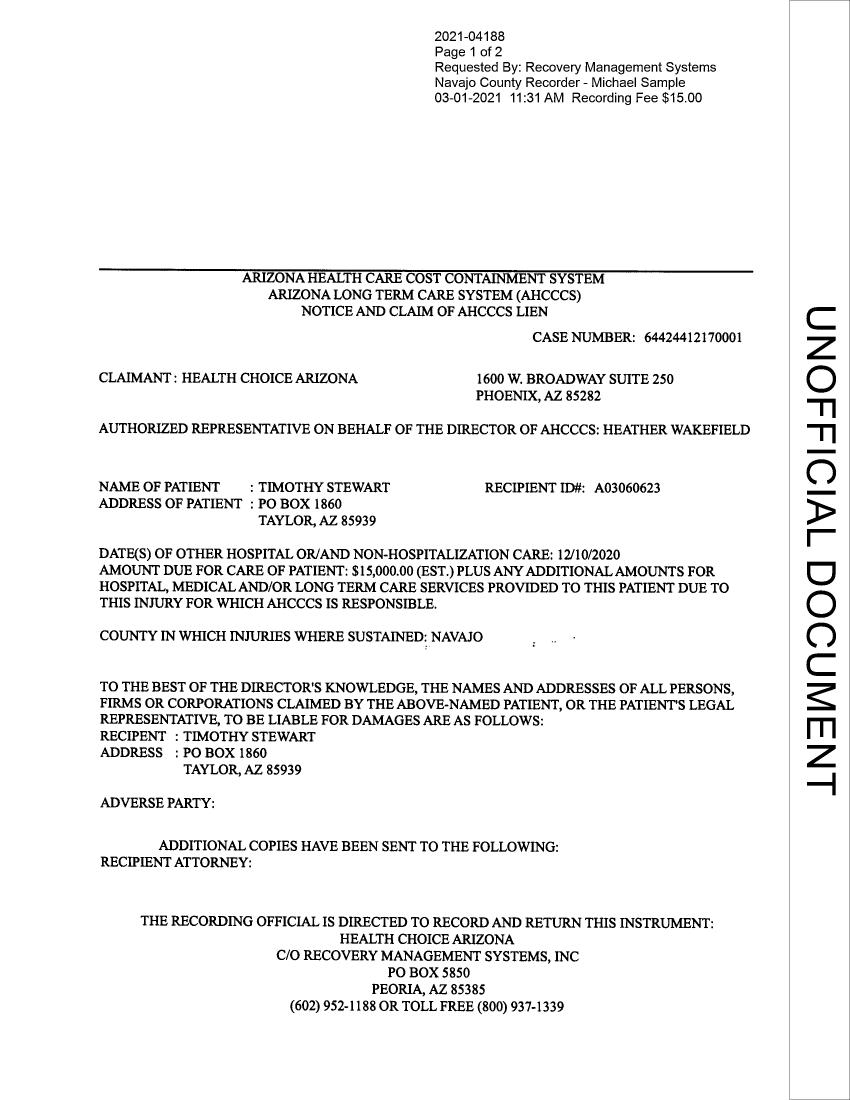 2021-04188
Page 1 of 2
Requested By: Recovery Management Systems
Navajo County Recorder - Michael Sample
03-01-2021 11:31 AM Recording Fee $15.00
ARIZONA HEALTH CARE COST CONTAINMENT SYSTEM
ARIZONA LONG TERM CARE SYSTEM (AHCCCS)
NOTICE AND CLAIM OF AHCCCS LIEN
CASE NUMBER: 64424412170001
CLAIMANT : HEALTH CHOICE ARIZONA 1600 W. BROADWAY SUITE 250
PHOENIX, AZ 85282
AUTHORIZED REPRESENTATIVE ON BEHALF OF THE DIRECTOR OF AHCCCS: HEATHER WAKEFIELD
NAME OF PATIENT : TIMOTHY STEWART RECIPIENT ID#: A03060623
ADDRESS OF PATIENT : PO BOX 1860
TAYLOR, AZ 85939
DATE(S) OF OTHER HOSPITAL OR/AND NON-HOSPITALIZATION CARE: 12/10/2020
AMOUNT DUE FOR CARE OF PATIENT: $15,000.00 (EST.) PLUS ANY ADDITIONAL AMOUNTS FOR
HOSPITAL, MEDICAL AND/OR LONG TERM CARE SERVICES PROVIDED TO THIS PATIENT DUE TO
THIS INJURY FOR WHICH AHCCCS IS RESPONSIBLE.
COUNTY IN WHICH INJURIES WHERE SUSTAINED: NAVAJO
TO THE BEST OF THE DIRECTOR'S KNOWLEDGE, THE NAMES AND ADDRESSES OF ALL PERSONS,
FIRMS OR CORPORATIONS CLAIMED BY THE ABOVE-NAMED PATIENT, OR THE PATIENT'S LEGAL
REPRESENTATIVE, TO BE LIABLE FOR DAMAGES ARE AS FOLLOWS:
RECIPENT : TIMOTHY STEWART
ADDRESS : PO BOX 1860
TAYLOR, AZ 85939
ADVERSE PARTY:
ADDITIONAL COPIES HAVE BEEN SENT TO THE FOLLOWING:
RECIPIENT ATTORNEY:
THE RECORDING OFFICIAL IS DIRECTED TO RECORD AND RETURN THIS INSTRUMENT:
HEALTH CHOICE ARIZONA
C/O RECOVERY MANAGEMENT SYSTEMS, INC
PO BOX 5850
PEORIA, AZ 85385
(602) 952-1188 OR TOLL FREE (800) 937-1339
UNOFFICIAL DOCUMENT